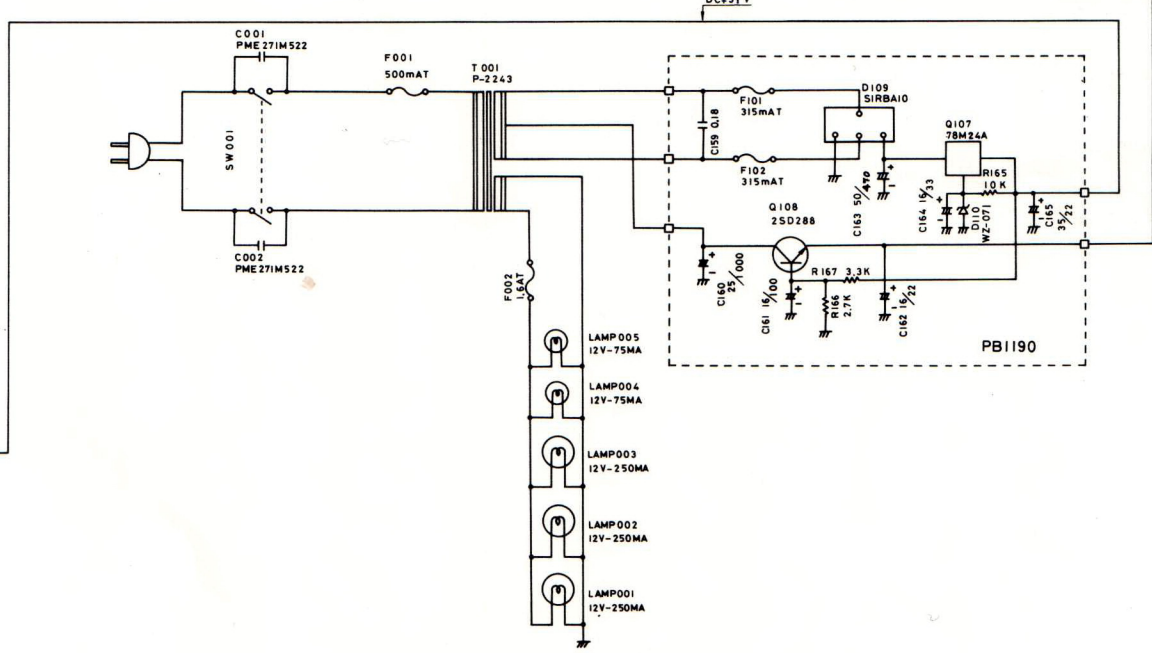 C001
PME271M522
F001
500mAT
T001
P-2243
SW001
C002
PME271M522
F002
1,6AT
LAMP005
12V-75MA
LAMP004
12V-75MA
LAMP003
12V-250MA
LAMP002
12V-250MA
LAMP001
12V-250MA
C159 0,18
F101
315mAT
F102
315mAT
D109
SIRBA10
Q107
78M24A
C163 50/470
C164 16/33
D110
WZ-071
R165
10K
C165
35/22
Q108
2SD288
C160
25/1000
C161 16/100
R167 3,3K
R166
2.7K
C162 16/22
PB1190